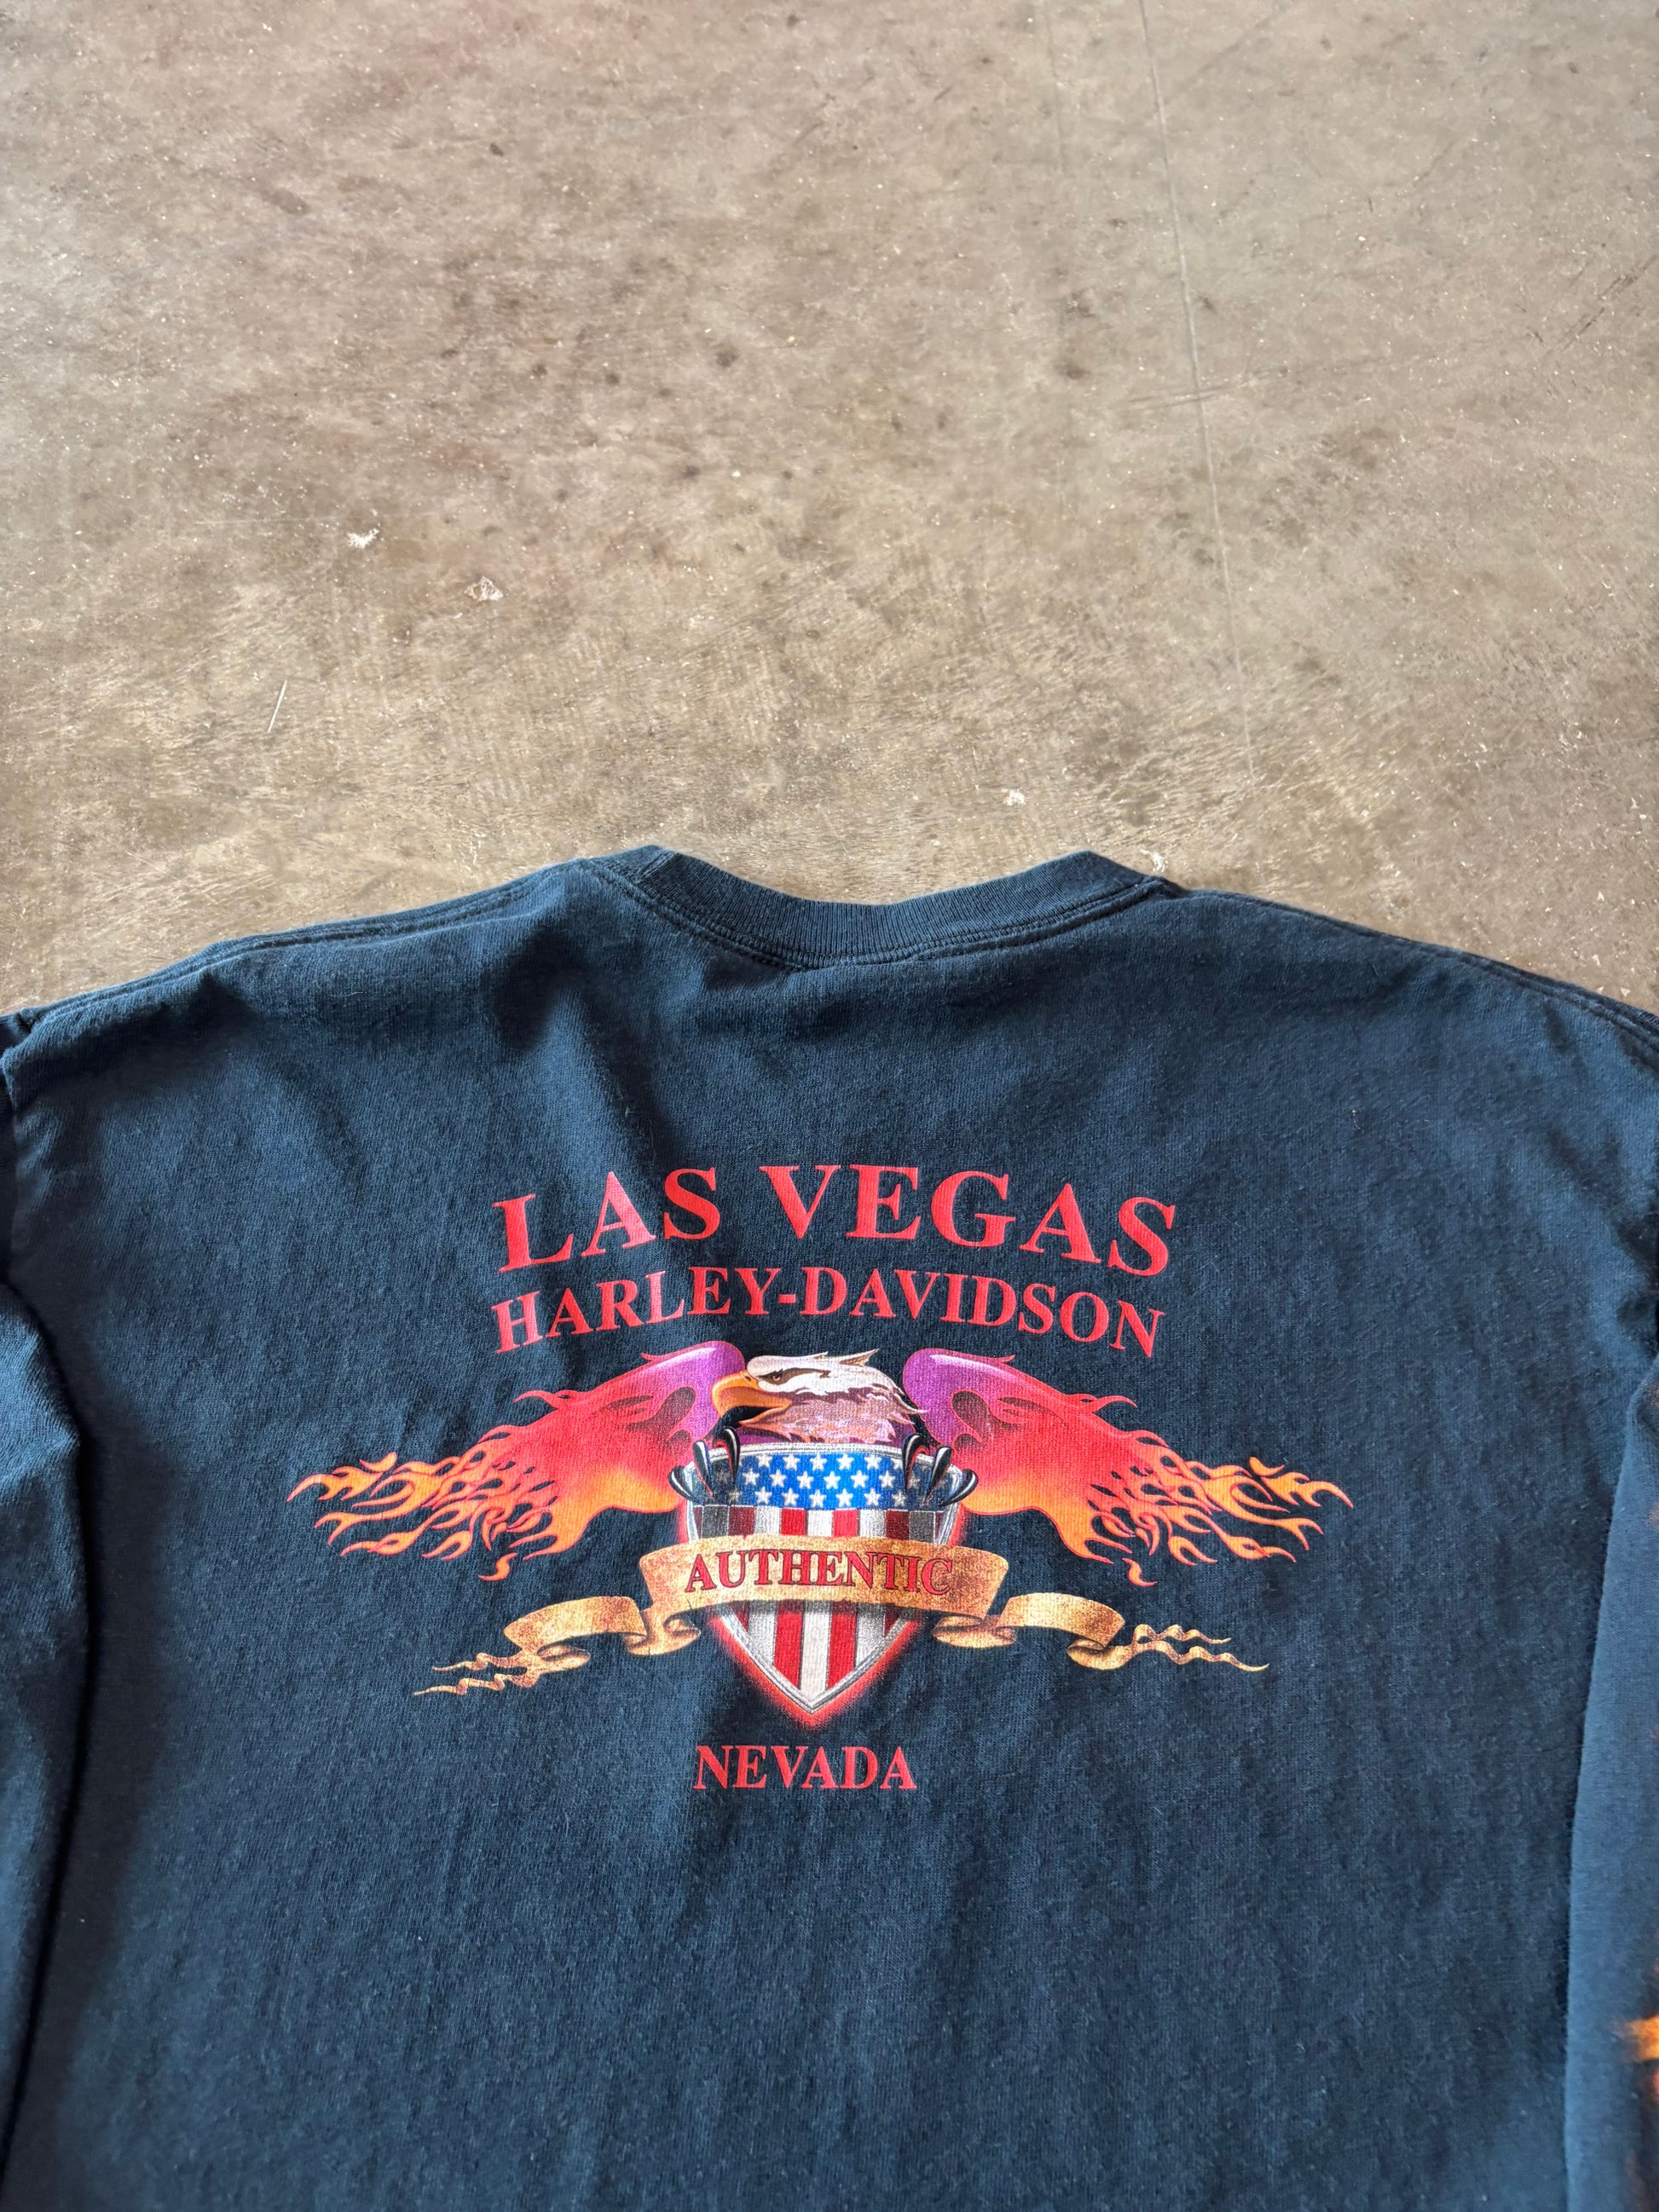 LAS VEGAS
HARLEY-DAVIDSON
AUTHENTIC
NEVADA